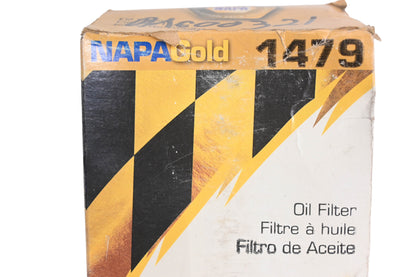 NAPAGold 1479
Oil Filter
Filtre à huile
Filtro de Aceite